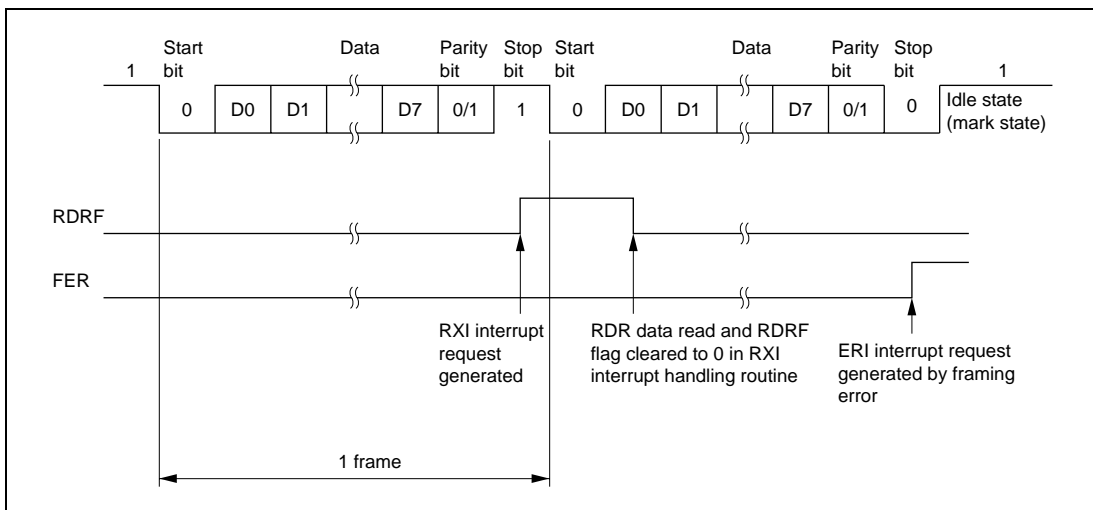 Start Data Parity Stop Start Data Parity Stop
1 bit bit bit bit bit bit 1
0 D0 D1 D7 0/1 1 0 D0 D1 D7 0/1 0 Idle state
(mark state)
RDRF
FER
RXI interrupt
request
generated
RDR data read and RDRF
flag cleared to 0 in RXI
interrupt handling routine
ERI interrupt request
generated by framing
error
1 frame